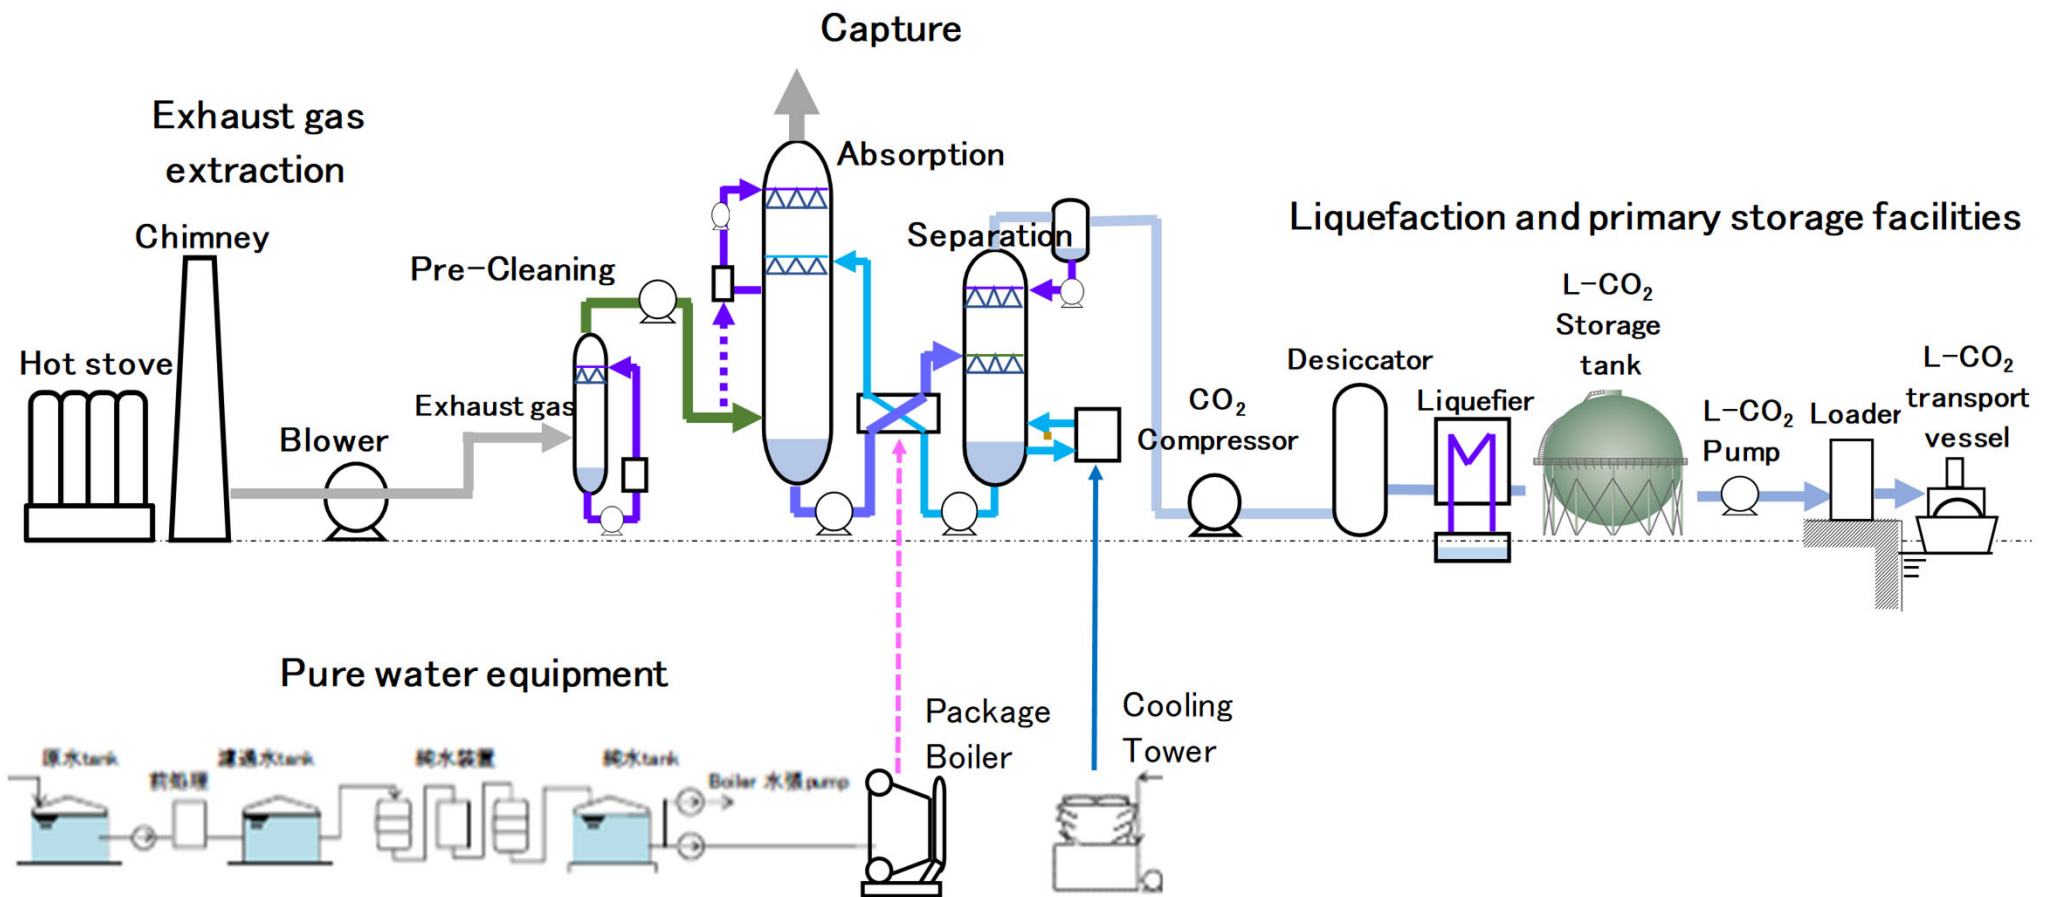 Capture
Exhaust gas
extraction
Chimney
Hot stove
Blower
Pre-Cleaning
Exhaust gas
Absorption
Separation
Liquefaction and primary storage facilities
CO₂
Compressor
Desiccator
Liquefier
L-CO₂
Storage
tank
L-CO₂
Pump
Loader
L-CO₂
transport
vessel
Pure water equipment
原水tank
前処理
濾過水tank
純水装置
純水tank
Boiler 水張pump
Package
Boiler
Cooling
Tower